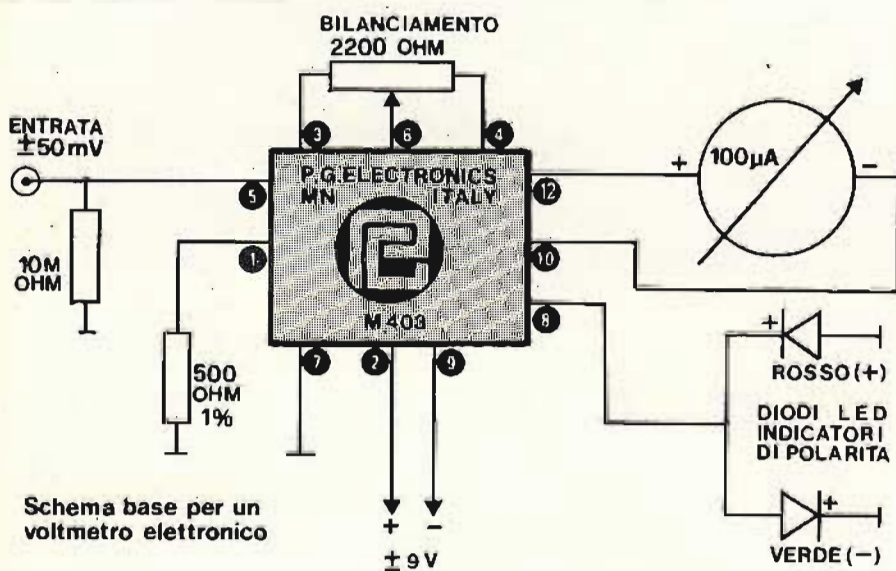 BILANCIAMENTO
2200 OHM
ENTRATA
±50mV
3
6
4
5
P.G.ELECTRONICS
MN ITALY
12
+
100µA
-
10M
OHM
1
10
M 403
8
7
2
9
500
OHM
1%
+
ROSSO(+)
DIODI LED
INDICATORI
DI POLARITA
+
VERDE(-)
Schema base per un
voltmetro elettronico
+ -
± 9V